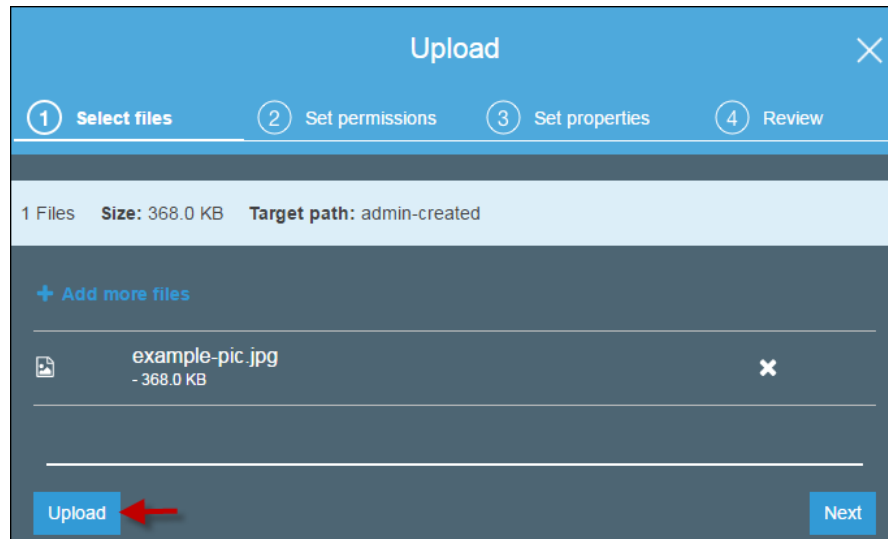 Upload
1 Select files 2 Set permissions 3 Set properties 4 Review
1 Files Size: 368.0 KB Target path: admin-created
+ Add more files
example-pic.jpg
- 368.0 KB
Upload Next